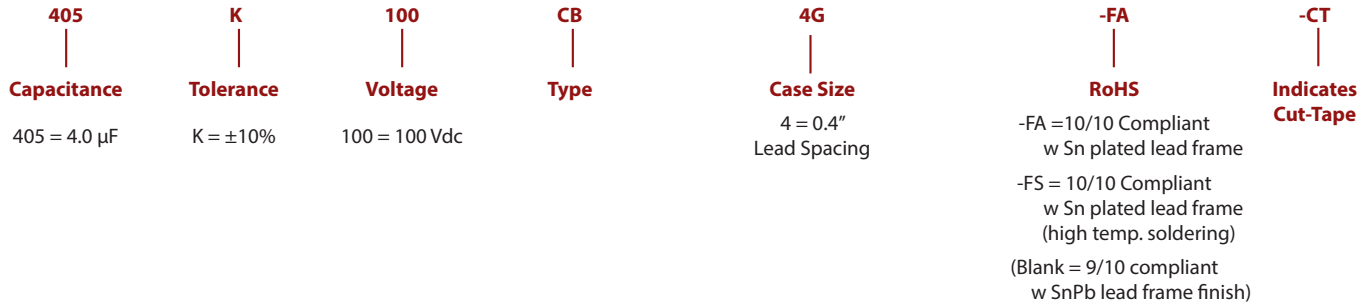 405 K 100 CB 4G -FA -CT
Capacitance Tolerance Voltage Type Case Size RoHS Indicates
Cut-Tape
405 = 4.0 µF K = ±10% 100 = 100 Vdc 4 = 0.4″
Lead Spacing
-FA =10/10 Compliant
w Sn plated lead frame
-FS = 10/10 Compliant
w Sn plated lead frame
(high temp. soldering)
(Blank = 9/10 compliant
w SnPb lead frame finish)